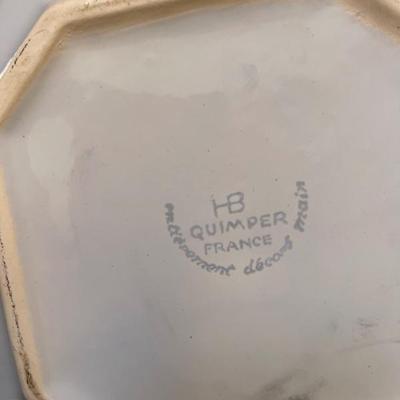 HB
QUIMPER
FRANCE
entièrement décoré main